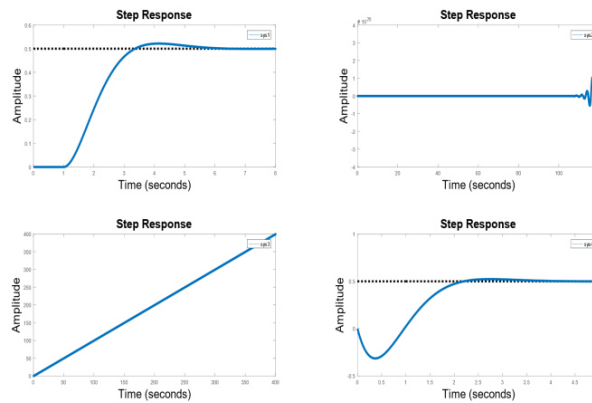 Step Response
sys1
0.6
0.5
0.4
0.3
0.2
0.1
0
Amplitude
0 1 2 3 4 5 6 7 8
Time (seconds)
Step Response
4
3
2
1
0
-1
-2
-3
-4
Amplitude
0 20 40 60 80 100
Time (seconds)
Step Response
sys3
400
350
300
250
200
150
100
50
0
Amplitude
0 50 100 150 200 250 300 350 400
Time (seconds)
Step Response
1
0.5
0
-0.5
Amplitude
0 0.5 1 1.5 2 2.5 3 3.5 4 4.5
Time (seconds)